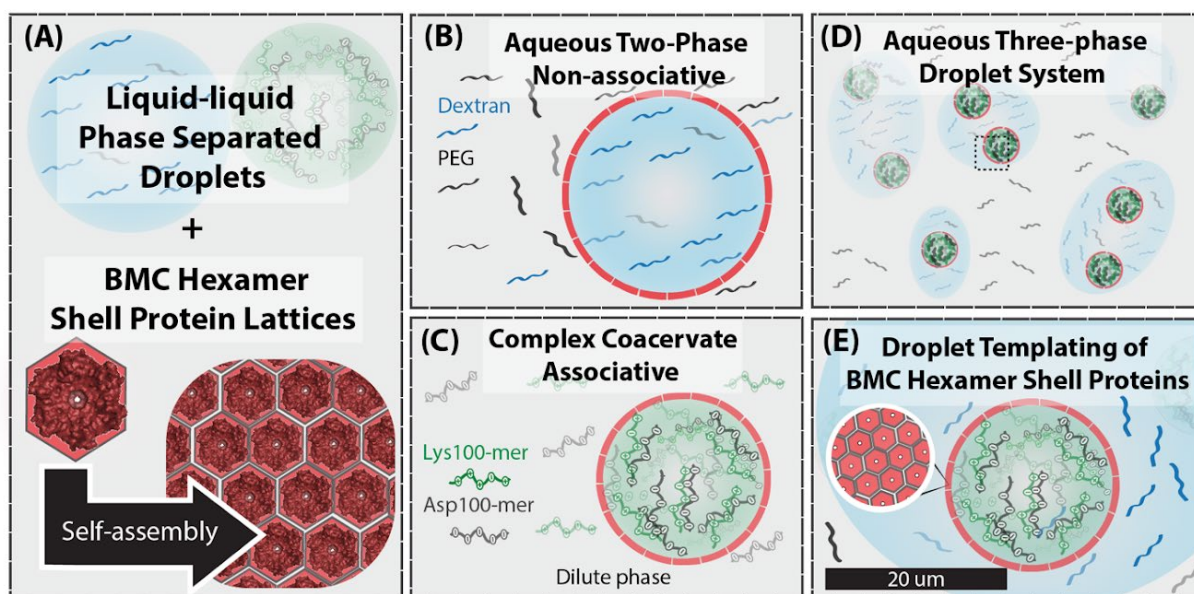 (A)
Liquid-liquid
Phase Separated
Droplets
+
BMC Hexamer
Shell Protein Lattices
Self-assembly
(B)
Aqueous Two-Phase
Non-associative
Dextran
PEG
(C)
Complex Coacervate
Associative
Lys100-mer
Asp100-mer
Dilute phase
(D)
Aqueous Three-phase
Droplet System
(E)
Droplet Templating of
BMC Hexamer Shell Proteins
20 um